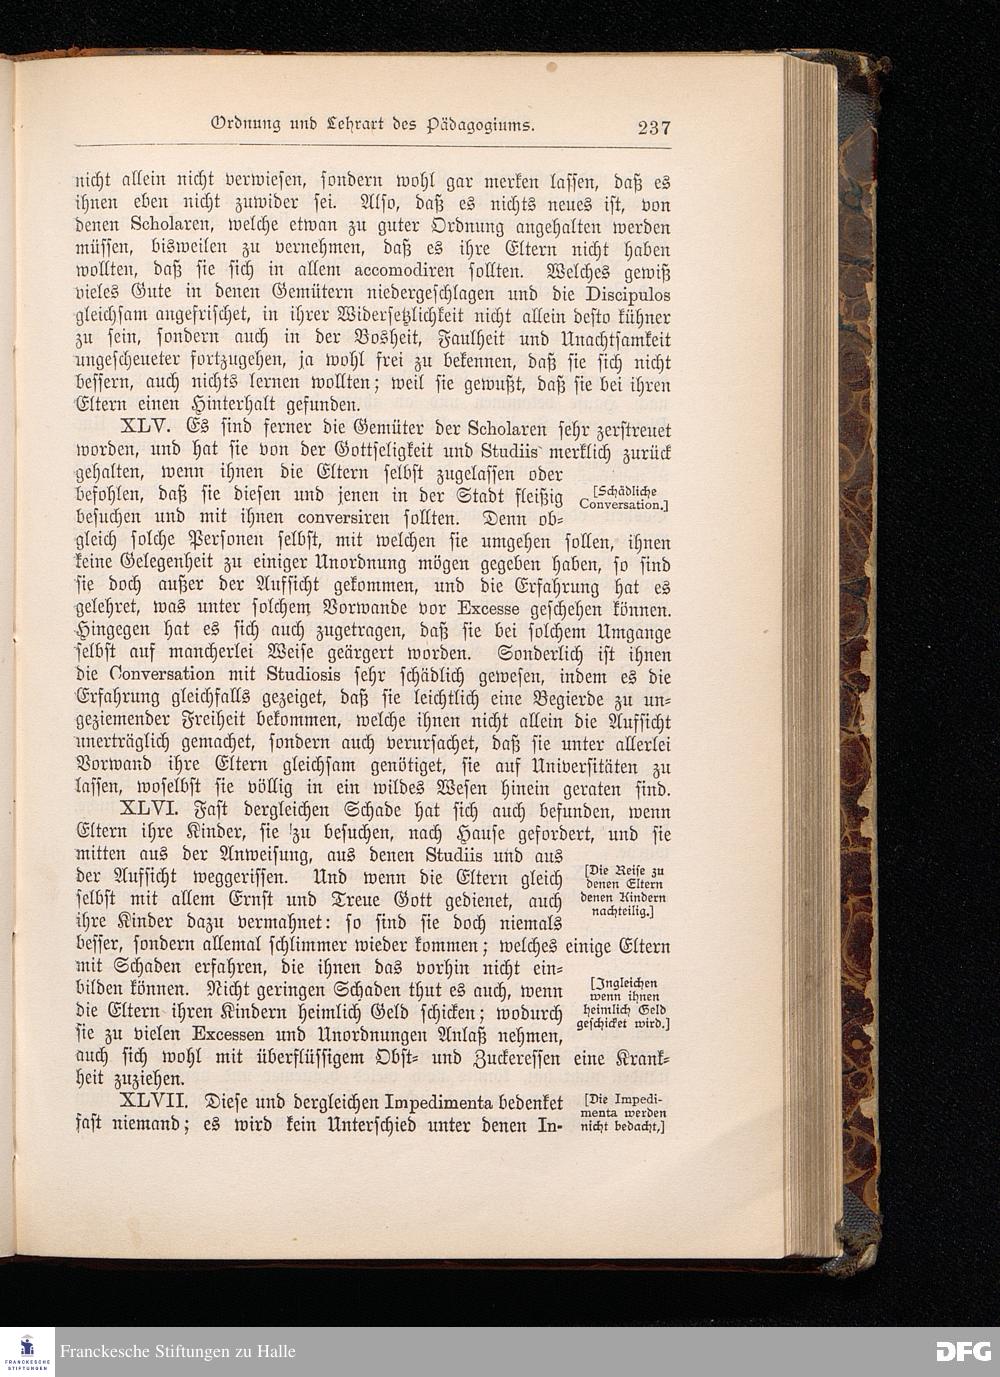 Ordnung und Lehrart des Pädagogiums. 237
nicht allein nicht verwiesen, sondern wohl gar merken lassen, daß es
ihnen eben nicht zuwider sei. Also, daß es nichts neues ist, von
denen Scholaren, welche etwan zu guter Ordnung angehalten werden
müssen, bisweilen zu vernehmen, daß es ihre Eltern nicht haben
wollten, daß sie sich in allem accomodiren sollten. Welches gewiß
vieles Gute in denen Gemütern niedergeschlagen und die Discipulos
gleichsam angefrischet, in ihrer Widersetzlichkeit nicht allein desto kühner
zu sein, sondern auch in der Bosheit, Faulheit und Unachtsamkeit
ungescheueter fortzugehen, ja wohl frei zu bekennen, daß sie sich nicht
bessern, auch nichts lernen wollten; weil sie gewußt, daß sie bei ihren
Eltern einen Hinterhalt gefunden.
XLV. Es sind ferner die Gemüter der Scholaren sehr zerstreuet
worden, und hat sie von der Gottseligkeit und Studiis merklich zurück
gehalten, wenn ihnen die Eltern selbst zugelassen oder
befohlen, daß sie diesen und jenen in der Stadt fleißig
besuchen und mit ihnen conversiren sollten. Denn ob-
[Schädliche
Conversation.]
gleich solche Personen selbst, mit welchen sie umgehen sollen, ihnen
keine Gelegenheit zu einiger Unordnung mögen gegeben haben, so sind
sie doch außer der Aufsicht gekommen, und die Erfahrung hat es
gelehret, was unter solchem Vorwande vor Excesse geschehen können.
Hingegen hat es sich auch zugetragen, daß sie bei solchem Umgange
selbst auf mancherlei Weise geärgert worden. Sonderlich ist ihnen
die Conversation mit Studiosis sehr schädlich gewesen, indem es die
Erfahrung gleichfalls gezeiget, daß sie leichtlich eine Begierde zu un-
geziemender Freiheit bekommen, welche ihnen nicht allein die Aufsicht
unerträglich gemachet, sondern auch verursachet, daß sie unter allerlei
Vorwand ihre Eltern gleichsam genötiget, sie auf Universitäten zu
lassen, woselbst sie völlig in ein wildes Wesen hinein geraten sind.
XLVI. Fast dergleichen Schade hat sich auch befunden, wenn
Eltern ihre Kinder, sie zu besuchen, nach Hause gefordert, und sie
mitten aus der Anweisung, aus denen Studiis und aus
der Aufsicht weggerissen. Und wenn die Eltern gleich
selbst mit allem Ernst und Treue Gott gedienet, auch
ihre Kinder dazu vermahnet: so sind sie doch niemals
[Die Reise zu
denen Eltern
denen Kindern
nachteilig.]
besser, sondern allemal schlimmer wieder kommen; welches einige Eltern
mit Schaden erfahren, die ihnen das vorhin nicht ein-
bilden können. Nicht geringen Schaden thut es auch, wenn
die Eltern ihren Kindern heimlich Geld schicken; wodurch
sie zu vielen Excessen und Unordnungen Anlaß nehmen,
[Ingleichen
wenn ihnen
heimlich Geld
geschicket wird.]
auch sich wohl mit überflüssigem Obst- und Zuckeressen eine Krank-
heit zuziehen.
XLVII. Diese und dergleichen Impedimenta bedenket
fast niemand; es wird kein Unterschied unter denen In-
[Die Impedi-
menta werden
nicht bedacht,]
FRANCKESCHE
STIFTUNGEN
Franckesche Stiftungen zu Halle
DFG